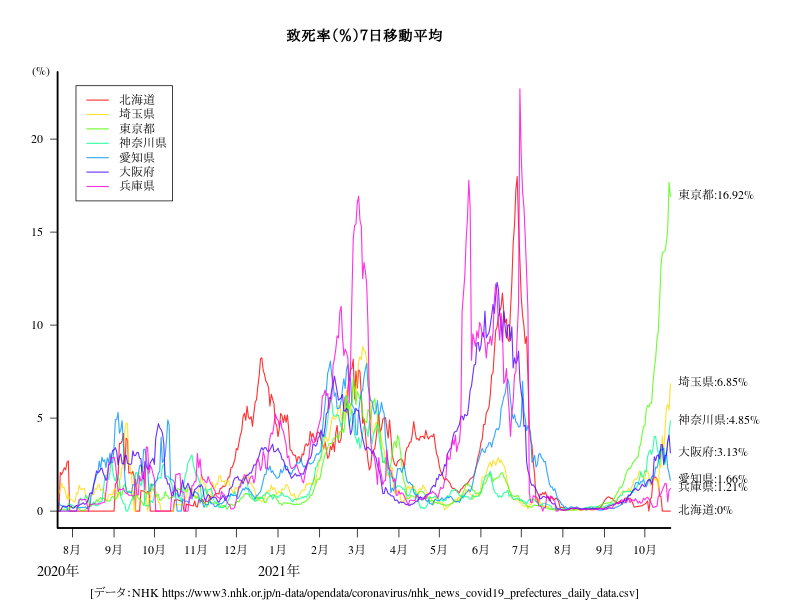 致死率(%)7日移動平均
(%)
20
15
10
5
0
北海道
埼玉県
東京都
神奈川県
愛知県
大阪府
兵庫県
東京都:16.92%
埼玉県:6.85%
神奈川県:4.85%
大阪府:3.13%
愛知県:1.66%
兵庫県:1.21%
北海道:0%
8月 9月 10月 11月 12月 1月 2月 3月 4月 5月 6月 7月 8月 9月 10月
2020年 2021年
[データ:NHK https://www3.nhk.or.jp/n-data/opendata/coronavirus/nhk_news_covid19_prefectures_daily_data.csv]